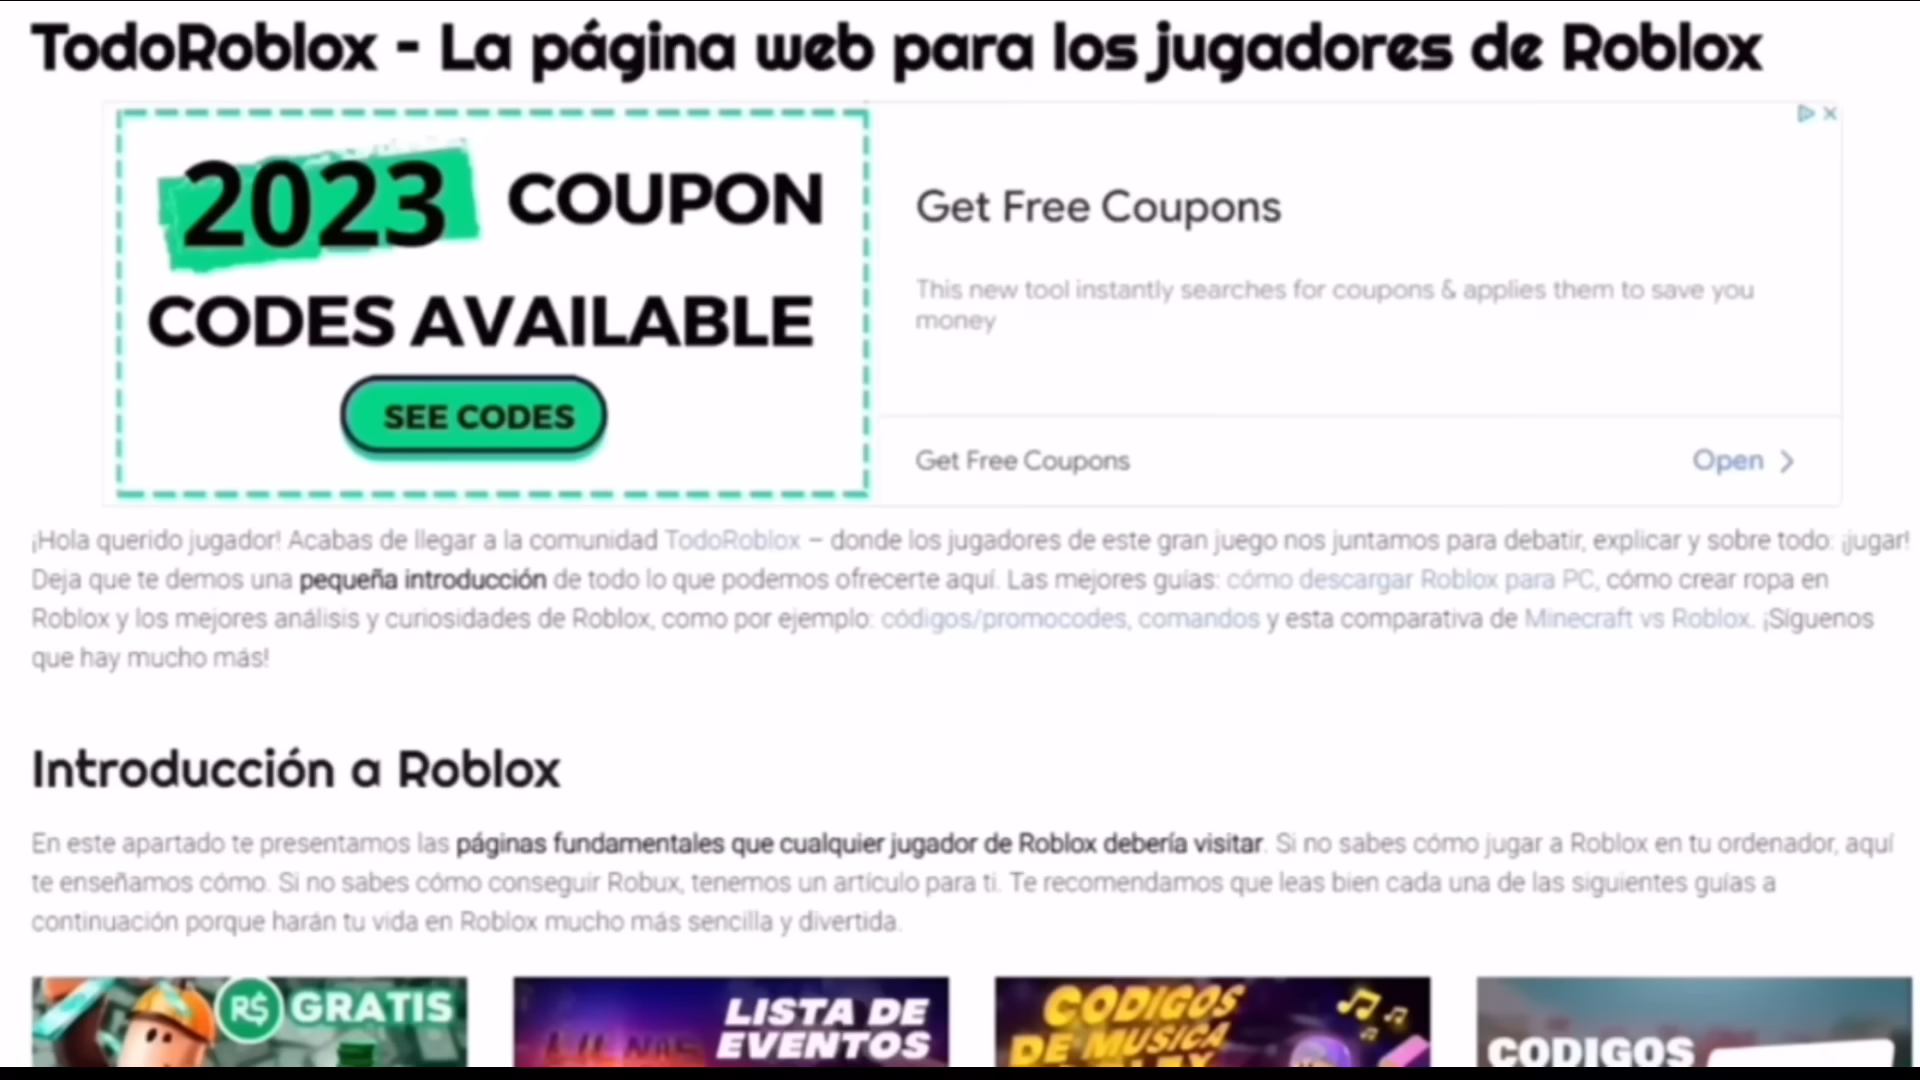 TodoRoblox - La página web para los jugadores de Roblox
2023 COUPON
CODES AVAILABLE
SEE CODES
Get Free Coupons
This new tool instantly searches for coupons & applies them to save you
money
Get Free Coupons
Open
¡Hola querido jugador! Acabas de llegar a la comunidad TodoRoblox – donde los jugadores de este gran juego nos juntamos para debatir, explicar y sobre todo: ¡jugar!
Deja que te demos una pequeña introducción de todo lo que podemos ofrecerte aquí. Las mejores guías: cómo descargar Roblox para PC, cómo crear ropa en
Roblox y los mejores análisis y curiosidades de Roblox, como por ejemplo: códigos/promocodes, comandos y esta comparativa de Minecraft vs Roblox. ¡Síguenos
que hay mucho más!
Introducción a Roblox
En este apartado te presentamos las páginas fundamentales que cualquier jugador de Roblox debería visitar. Si no sabes cómo jugar a Roblox en tu ordenador, aquí
te enseñamos cómo. Si no sabes cómo conseguir Robux, tenemos un artículo para ti. Te recomendamos que leas bien cada una de las siguientes guías a
continuación porque harán tu vida en Roblox mucho más sencilla y divertida.
R$ GRATIS
LISTA DE
EVENTOS
CODIGOS
DE MUSICA
CODIGOS